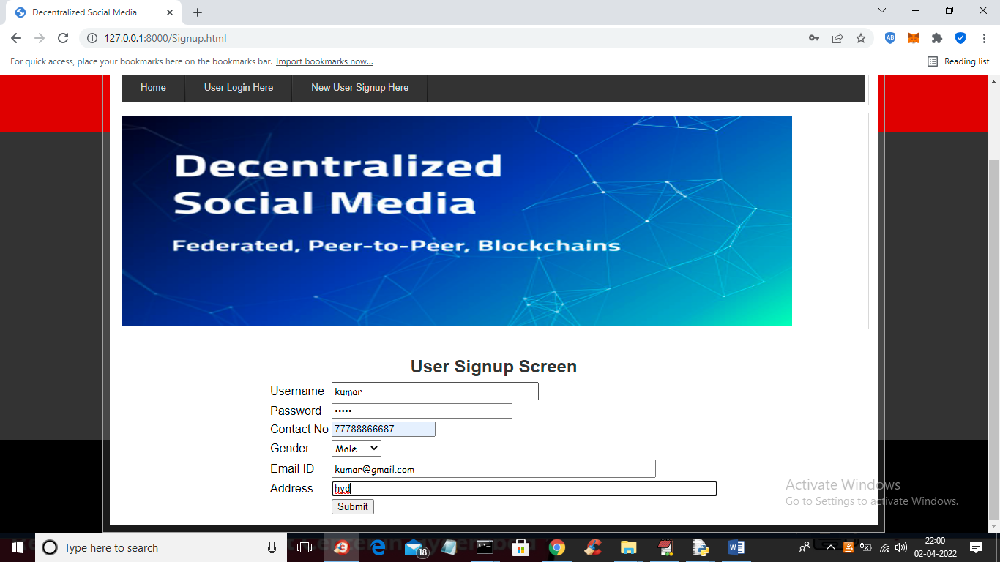 Decentralized Social Media
127.0.0.1:8000/Signup.html
For quick access, place your bookmarks here on the bookmarks bar. Import bookmarks now...
Reading list
Home User Login Here New User Signup Here
Decentralized
Social Media
Federated, Peer-to-Peer, Blockchains
User Signup Screen
Username kumar
Password •••••
Contact No 77788866687
Gender Male
Email ID kumar@gmail.com
Address hyd
Submit
Activate Windows
Go to Settings to activate Windows.
Type here to search
18
22:00
02-04-2022